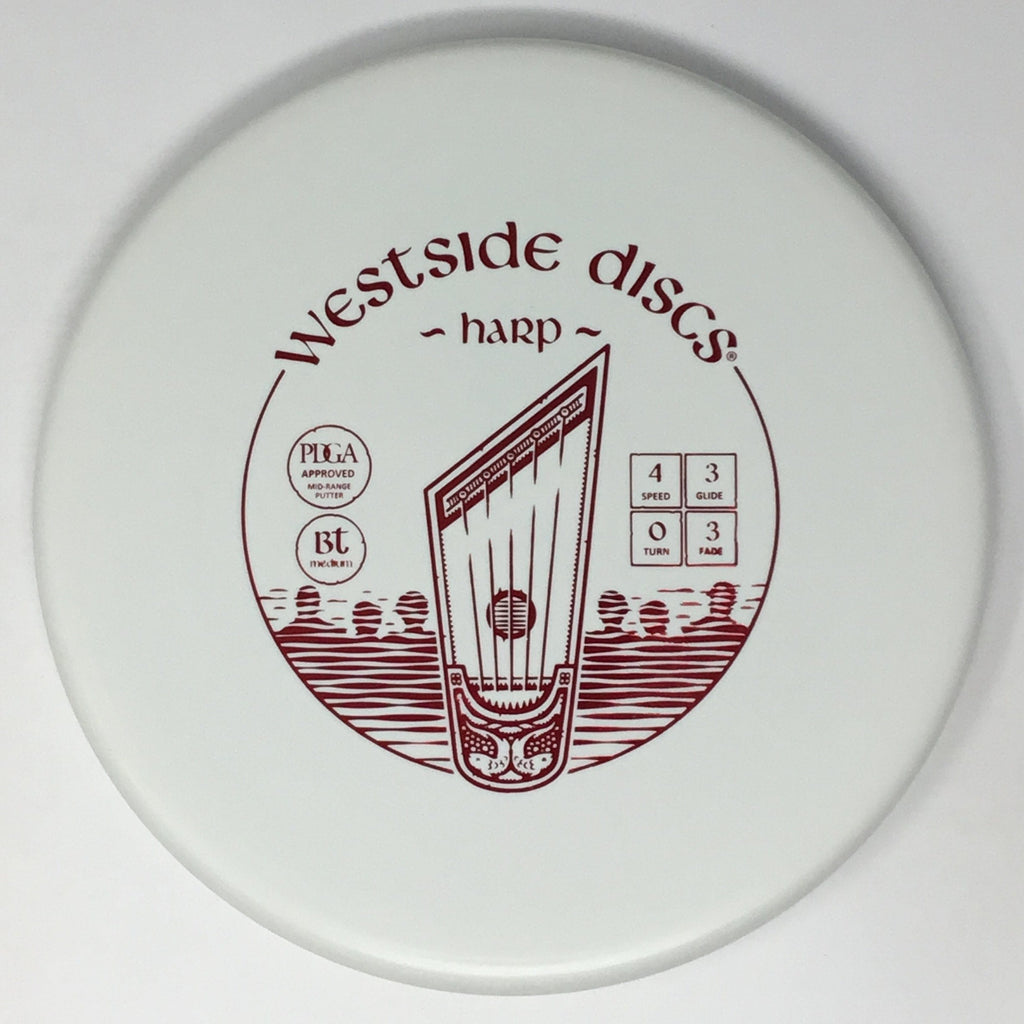 westside discs®
~ harp ~
PDGA
APPROVED
MID-RANGE
PUTTER
Bt
medium
4
SPEED
3
GLIDE
0
TURN
3
FADE